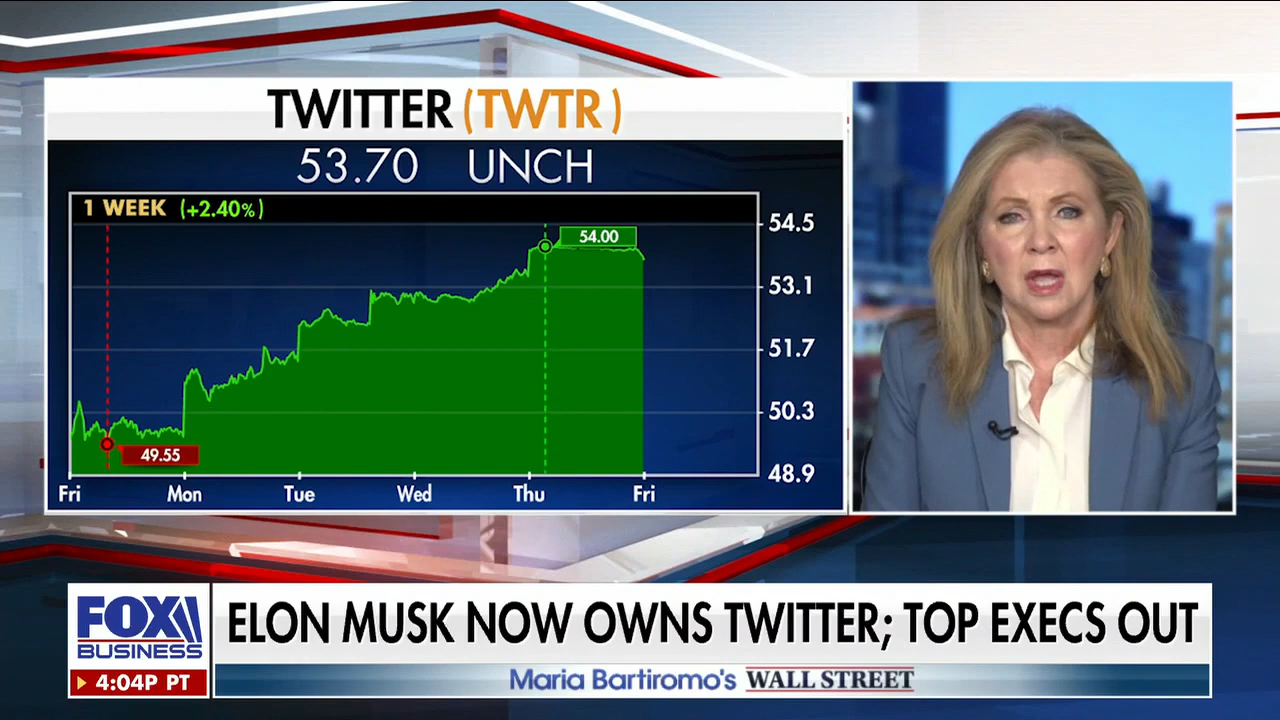 TWITTER (TWTR )
53.70 UNCH
1 WEEK (+2.40%)
54.5
54.00
53.1
51.7
50.3
49.55
48.9
Fri Mon Tue Wed Thu Fri
FOX
BUSINESS
4:04P PT
ELON MUSK NOW OWNS TWITTER; TOP EXECS OUT
Maria Bartiromo's WALL STREET